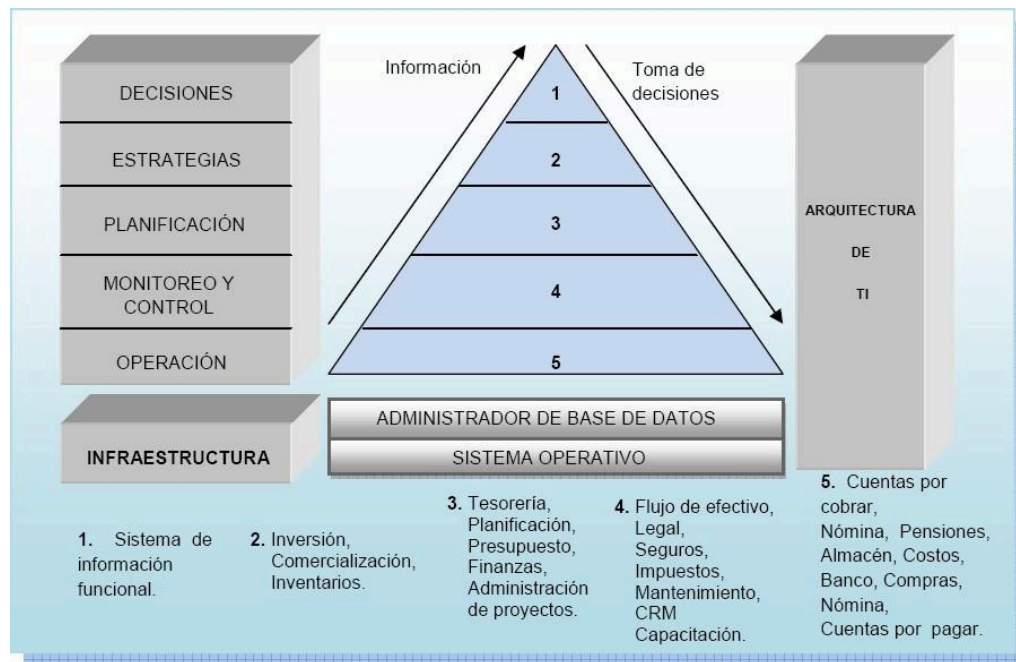 DECISIONES
ESTRATEGIAS
PLANIFICACIÓN
MONITOREO Y
CONTROL
OPERACIÓN
INFRAESTRUCTURA
Información
Toma de
decisiones
1
2
3
4
5
ADMINISTRADOR DE BASE DE DATOS
SISTEMA OPERATIVO
ARQUITECTURA
DE
TI
1. Sistema de
información
funcional.
2. Inversión,
Comercialización,
Inventarios.
3. Tesorería,
Planificación,
Presupuesto,
Finanzas,
Administración
de proyectos.
4. Flujo de efectivo,
Legal,
Seguros,
Impuestos,
Mantenimiento,
CRM
Capacitación.
5. Cuentas por
cobrar,
Nómina, Pensiones,
Almacén, Costos,
Banco, Compras,
Nómina,
Cuentas por pagar.